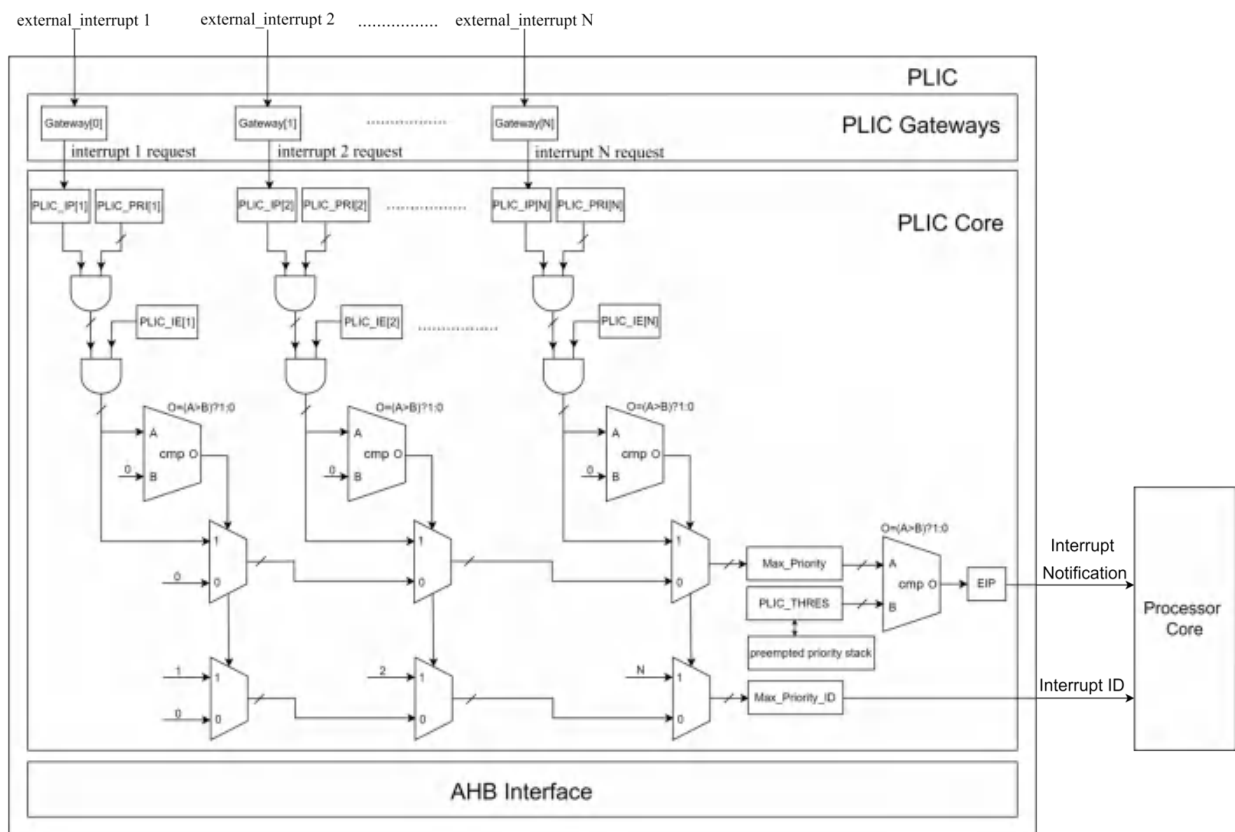 external_interrupt 1 external_interrupt 2 ................. external_interrupt N
PLIC
Gateway[0] Gateway[1] ................. Gateway[N] PLIC Gateways
interrupt 1 request interrupt 2 request interrupt N request
PLIC_IP[1] PLIC_PRI[1] PLIC_IP[2] PLIC_PRI[2] ................. PLIC_IP[N] PLIC_PRI[N] PLIC Core
PLIC_IE[1] PLIC_IE[2] ................. PLIC_IE[N]
O=(A>B)?1:0 O=(A>B)?1:0 O=(A>B)?1:0
A A A
cmp O cmp O cmp O
0 B 0 B 0 B
O=(A>B)?1:0
1 1 1 Max_Priority A
cmp O EIP
Interrupt
Notification
0 0 0 0 PLIC_THRES B
Processor
Core
preempted priority stack
1 1 2 1 N 1
0 0 0 0 Max_Priority_ID Interrupt ID
AHB Interface